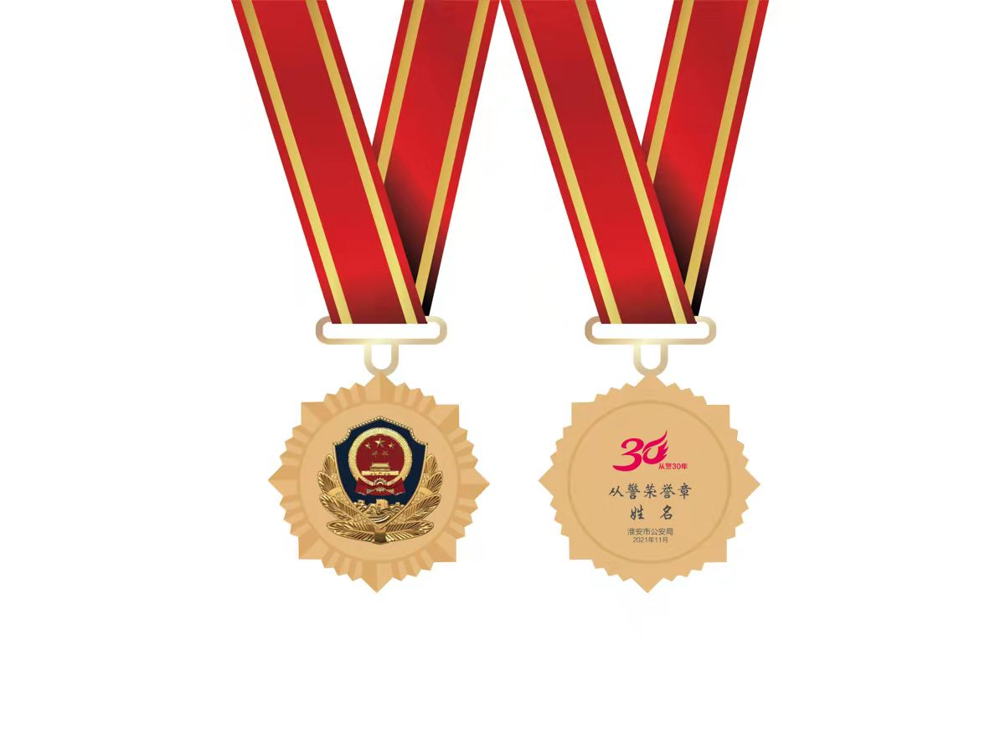 30
从警30年
从警荣誉章
姓 名
淮安市公安局
2021年11月